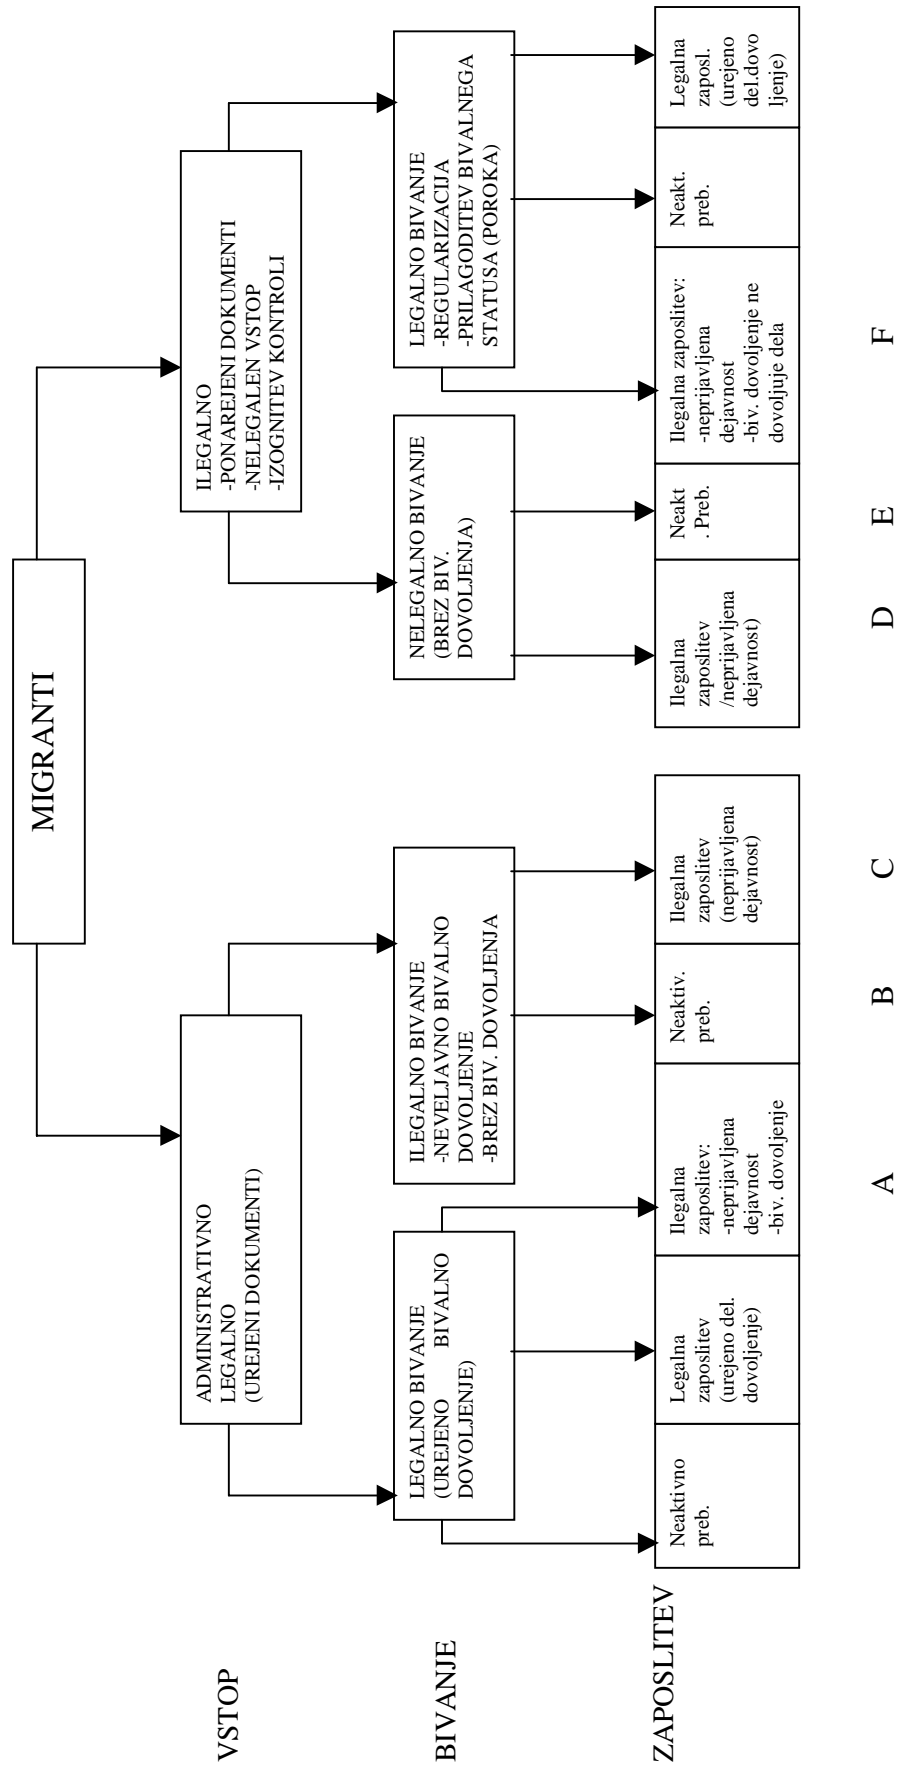 MIGRANTI
VSTOP
ADMINISTRATIVNO
LEGALNO
(UREJENI DOKUMENTI)
ILEGALNO
-PONAREJENI DOKUMENTI
-NELEGALEN VSTOP
-IZOGNITEV KONTROLI
BIVANJE
LEGALNO BIVANJE
(UREJENO BIVALNO
DOVOLJENJE)
ILEGALNO BIVANJE
-NEVELJAVNO BIVALNO
DOVOLJENJE
-BREZ BIV. DOVOLJENJA
NELEGALNO BIVANJE
(BREZ BIV.
DOVOLJENJA)
LEGALNO BIVANJE
-REGULARIZACIJA
-PRILAGODITEV BIVALNEGA
STATUSA (POROKA)
ZAPOSLITEV
Neaktivno
preb.
Legalna
zaposlitev
(urejeno del.
dovoljenje)
Ilegalna
zaposlitev:
-neprijavljena
dejavnost
-biv. dovoljenje
Neaktiv.
preb.
Ilegalna
zaposlitev
(neprijavljena
dejavnost)
Ilegalna
zaposlitev
/neprijavljena
dejavnost)
Neakt
. Preb.
Ilegalna zaposlitev:
-neprijavljena
dejavnost
-biv. dovoljenje ne
dovoljuje dela
Neakt.
preb.
Legalna
zaposl.
(urejeno
del.dovo
ljenje)
A
B
C
D
E
F